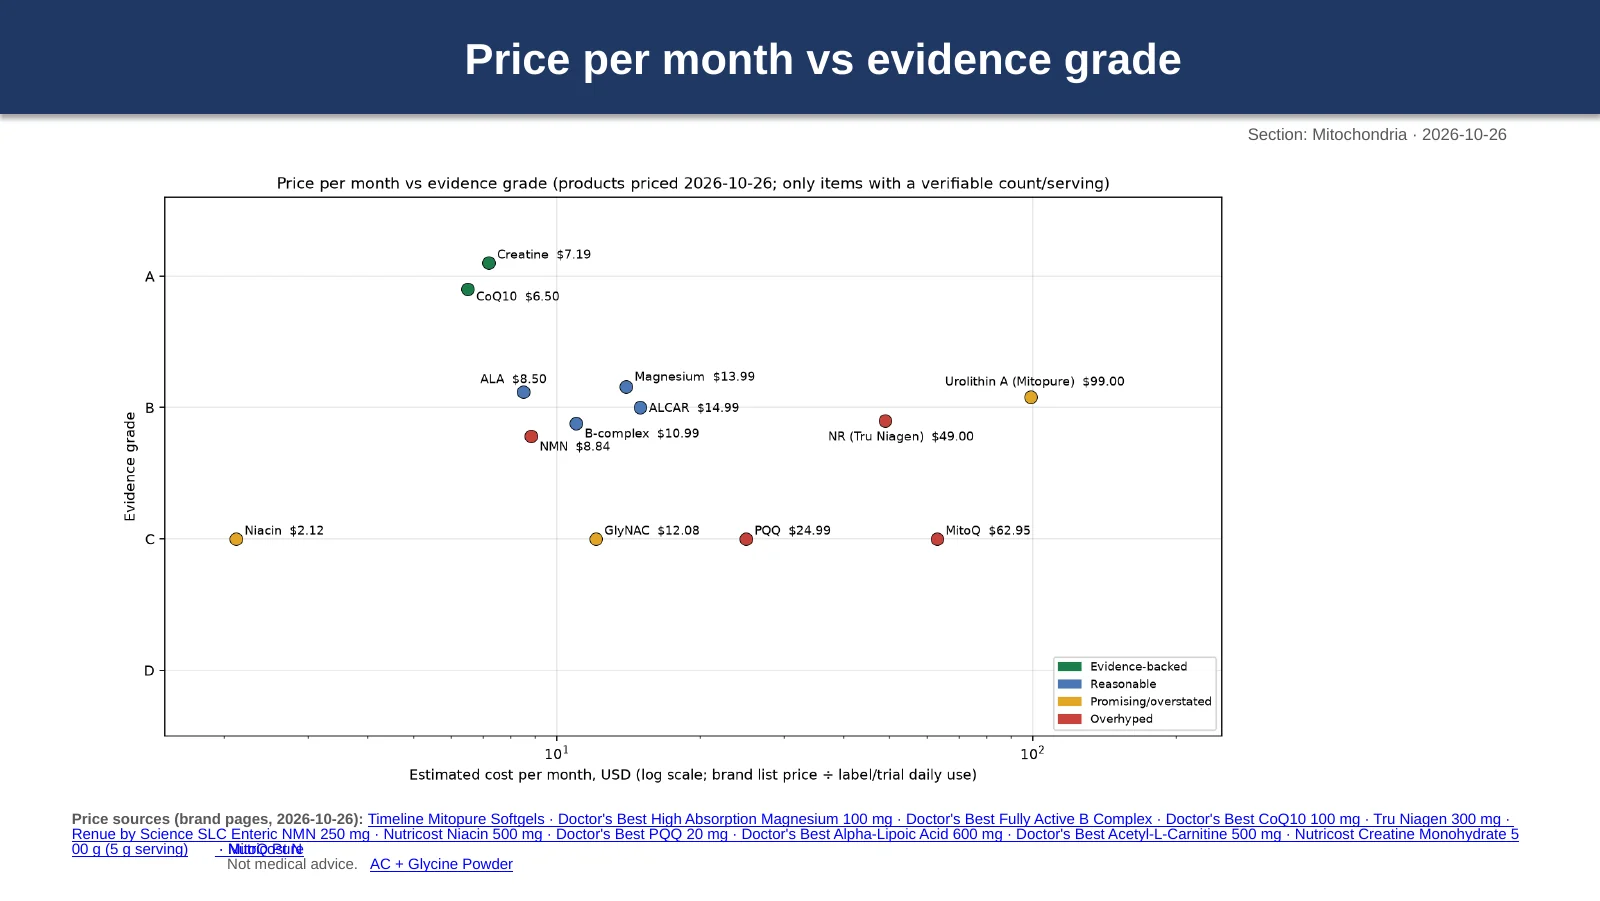 Price per month vs evidence grade
Section: Mitochondria · 2026-10-26
Price per month vs evidence grade (products priced 2026-10-26; only items with a verifiable count/serving)
Evidence grade
A
B
C
D
Creatine $7.19
CoQ10 $6.50
ALA $8.50
Magnesium $13.99
Urolithin A (Mitopure) $99.00
ALCAR $14.99
B-complex $10.99
NR (Tru Niagen) $49.00
NMN $8.84
Niacin $2.12
GlyNAC $12.08
PQQ $24.99
MitoQ $62.95
Evidence-backed
Reasonable
Promising/overstated
Overhyped
10¹
10²
Estimated cost per month, USD (log scale; brand list price ÷ label/trial daily use)
Price sources (brand pages, 2026-10-26): Timeline Mitopure Softgels · Doctor's Best High Absorption Magnesium 100 mg · Doctor's Best Fully Active B Complex · Doctor's Best CoQ10 100 mg · Tru Niagen 300 mg ·
Renue by Science SLC Enteric NMN 250 mg · Nutricost Niacin 500 mg · Doctor's Best PQQ 20 mg · Doctor's Best Alpha-Lipoic Acid 600 mg · Doctor's Best Acetyl-L-Carnitine 500 mg · Nutricost Creatine Monohydrate 5
00 g (5 g serving) ·
Not medical advice. AC + Glycine Powder